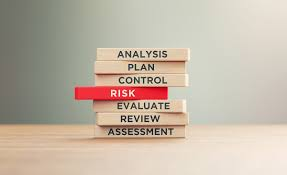 ANALYSIS
PLAN
CONTROL
RISK
EVALUATE
REVIEW
ASSESSMENT